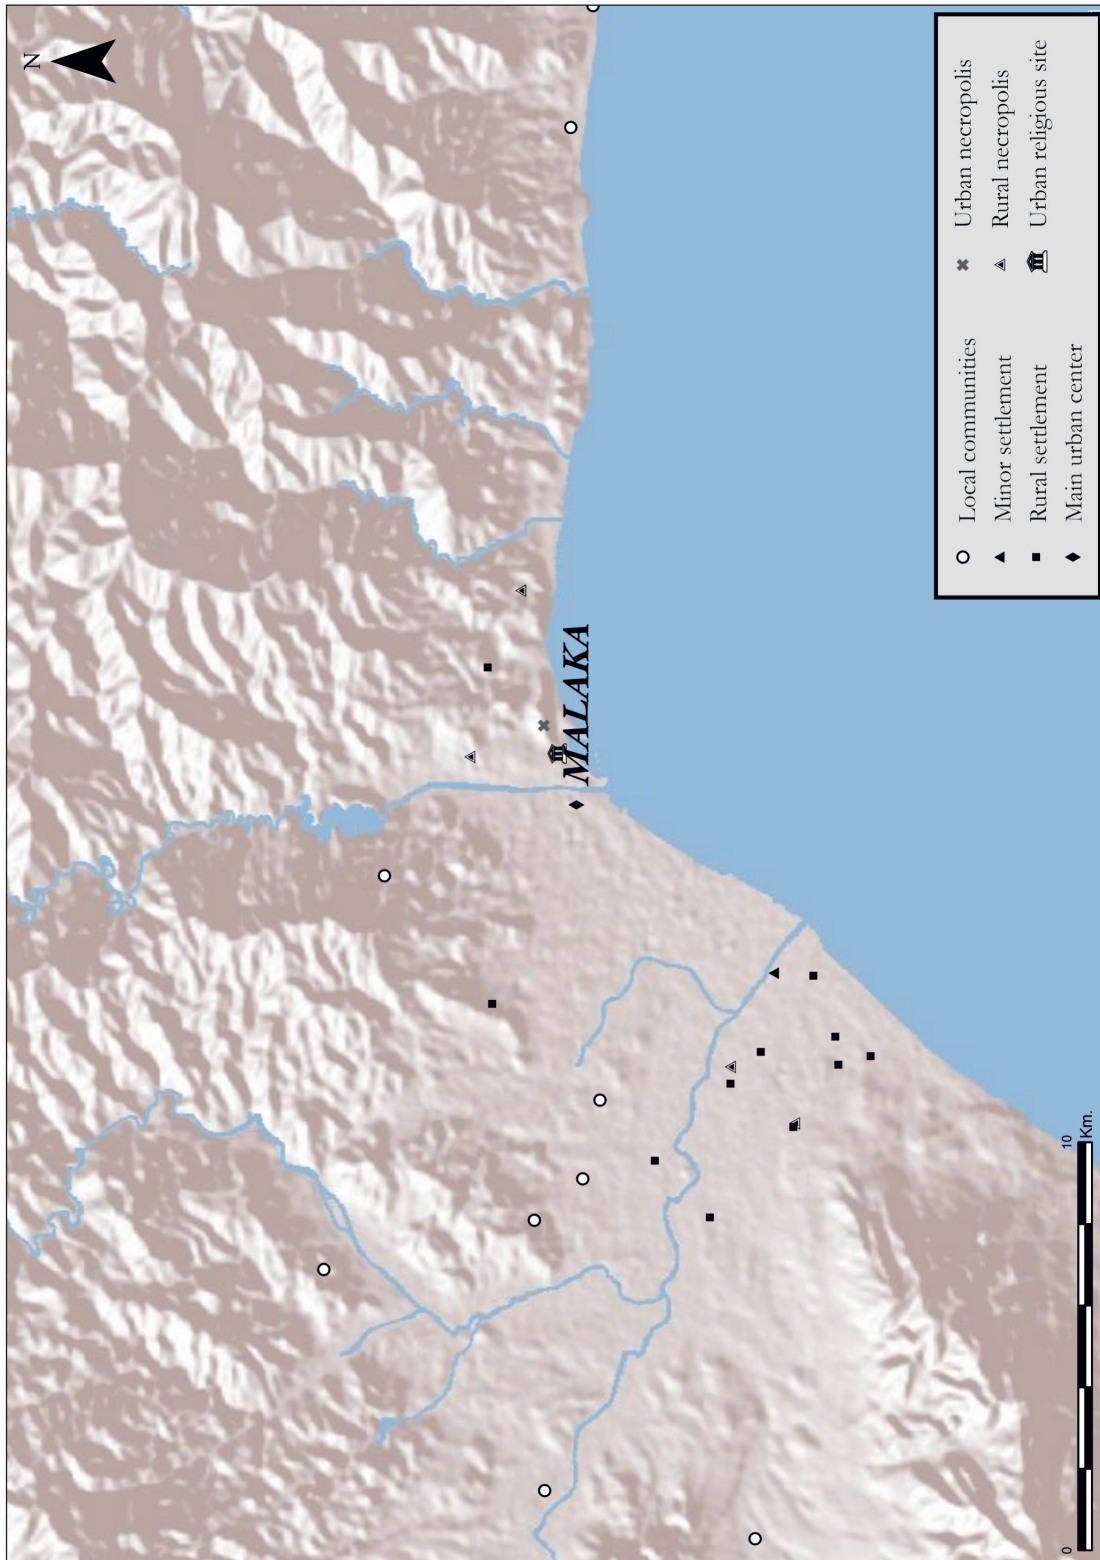 N
MALAKA
Local communities
Minor settlement
Rural settlement
Main urban center
Urban necropolis
Rural necropolis
Urban religious site
0
10
Km.